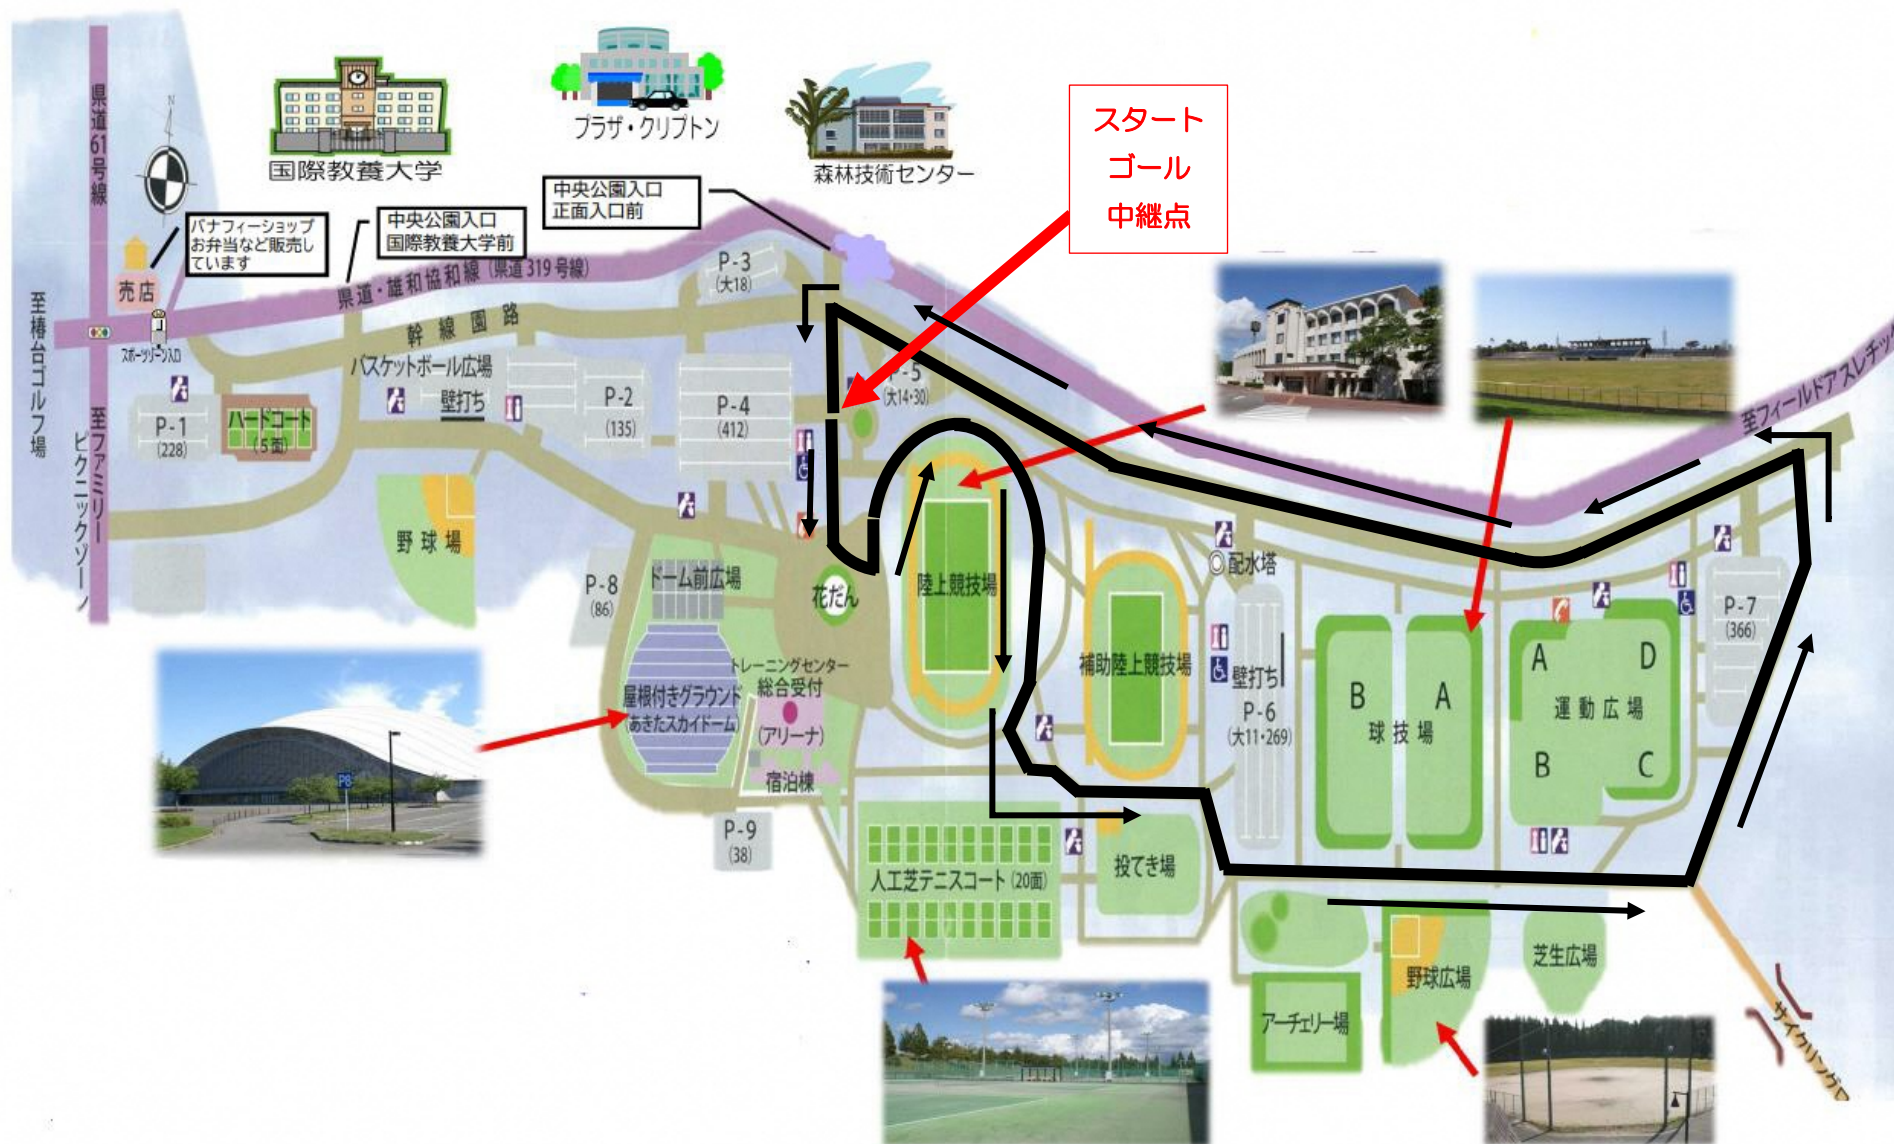 県道61号線
N
国際教養大学
プラザ・クリプトン
森林技術センター
スタート
ゴール
中継点
中央公園入口
正面入口前
中央公園入口
国際教養大学前
バナフィーショップ
お弁当など販売し
ています
売店
スポーツゾーン入口
至椿台ゴルフ場
至ファミリー
ピクニックゾーン
県道・雄和協和線(県道319号線)
幹線園路
P-3
(大18)
バスケットボール広場
壁打ち
P-1
(228)
ハードコート
(5面)
P-2
(135)
P-4
(412)
P-5
(大14・30)
至フィールドアスレチック
野球場
P-8
(86)
ドーム前広場
花だん
陸上競技場
配水塔
補助陸上競技場
壁打ち
P-6
(大11・269)
P-7
(366)
B
A
球技場
A
D
運動広場
B
C
トレーニングセンター
総合受付
(アリーナ)
屋根付きグラウンド
(あきたスカイドーム)
宿泊棟
P8
P-9
(38)
人工芝テニスコート(20面)
投てき場
野球広場
芝生広場
アーチェリー場